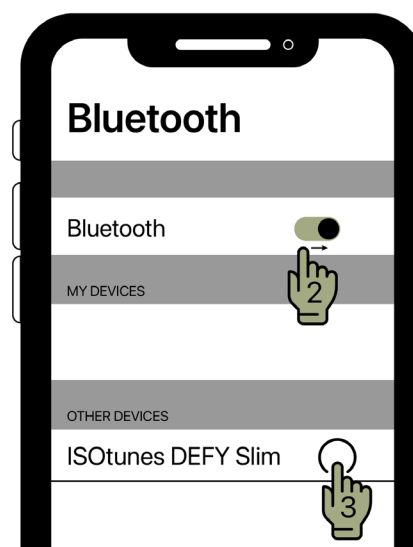 Bluetooth
Bluetooth
2
MY DEVICES
OTHER DEVICES
ISOtunes DEFY Slim
3